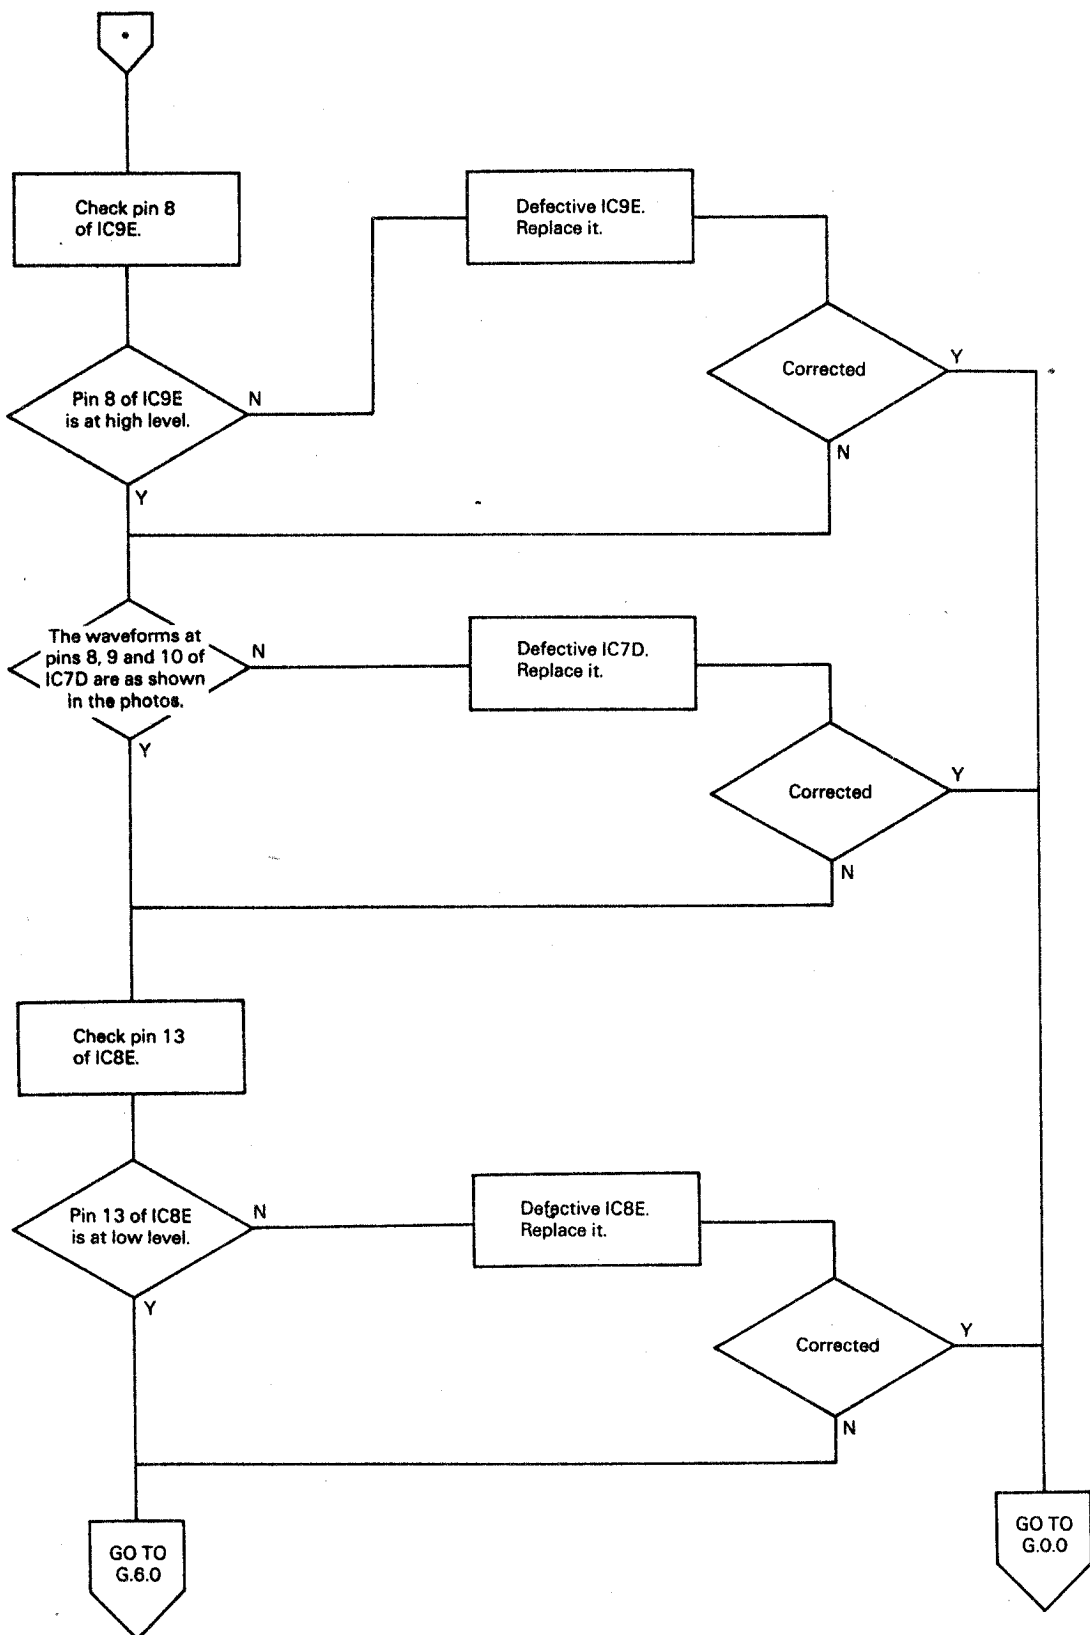 Check pin 8
of IC9E.
Defective IC9E.
Replace it.
Pin 8 of IC9E
is at high level.
N
Y
Corrected
Y
N
The waveforms at
pins 8, 9 and 10 of
IC7D are as shown
in the photos.
N
Y
Defective IC7D.
Replace it.
Corrected
Y
N
Check pin 13
of IC8E.
Pin 13 of IC8E
is at low level.
N
Y
Defective IC8E.
Replace it.
Corrected
Y
N
GO TO
G.6.0
GO TO
G.0.0